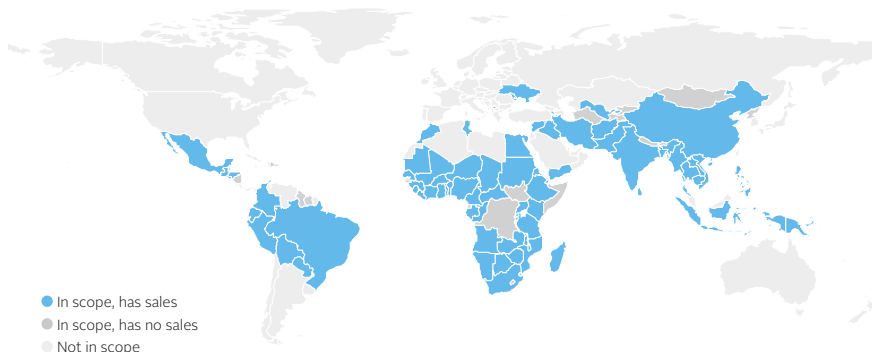 In scope, has sales
In scope, has no sales
Not in scope